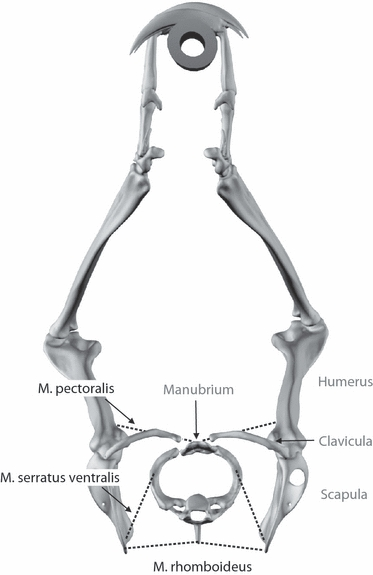 M. pectoralis
Manubrium
Humerus
Clavicula
M. serratus ventralis
Scapula
M. rhomboideus